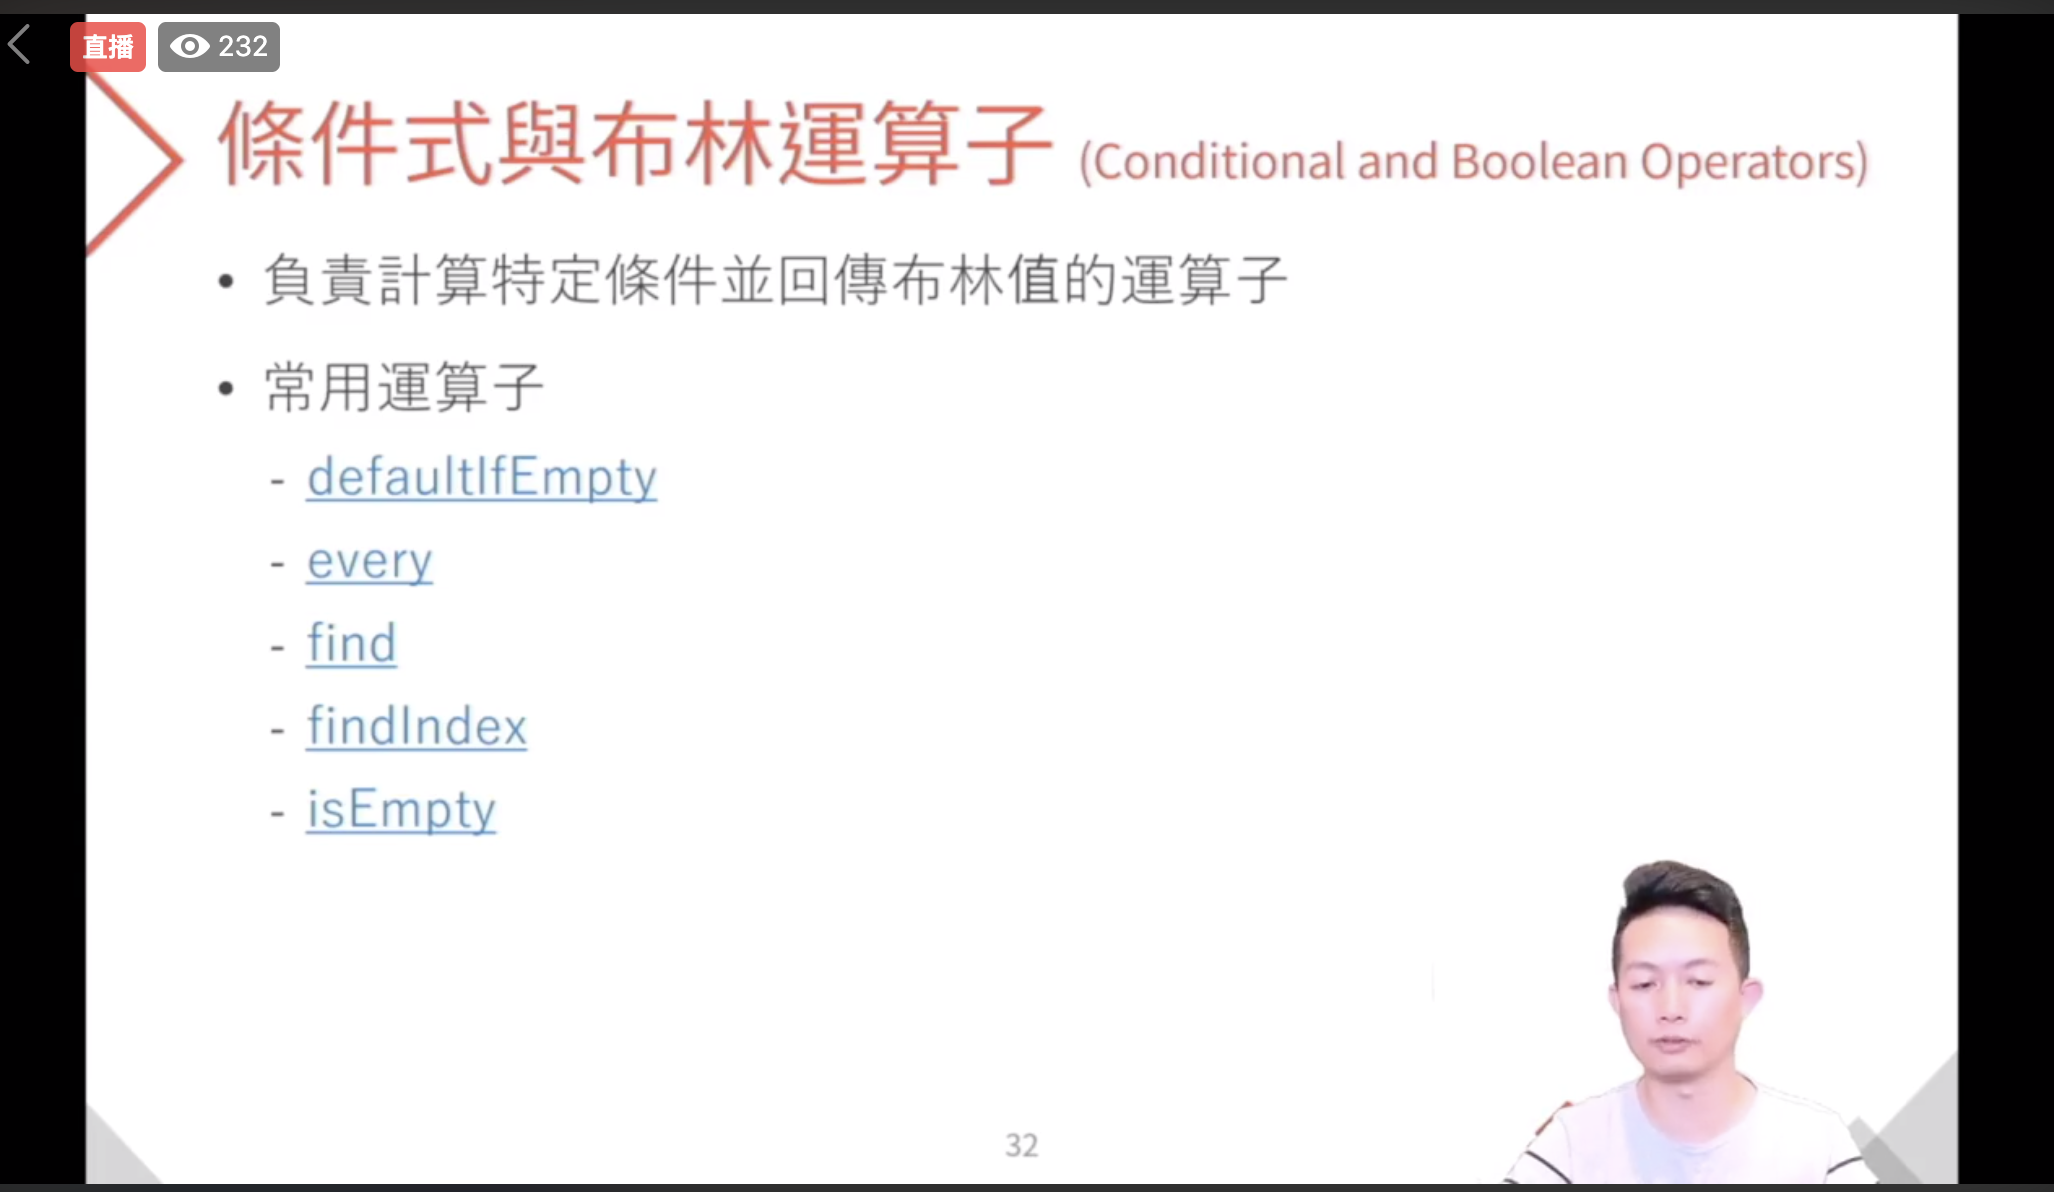 直播 232
條件式與布林運算子 (Conditional and Boolean Operators)
• 負責計算特定條件並回傳布林值的運算子
• 常用運算子
- defaultIfEmpty
- every
- find
- findIndex
- isEmpty
32